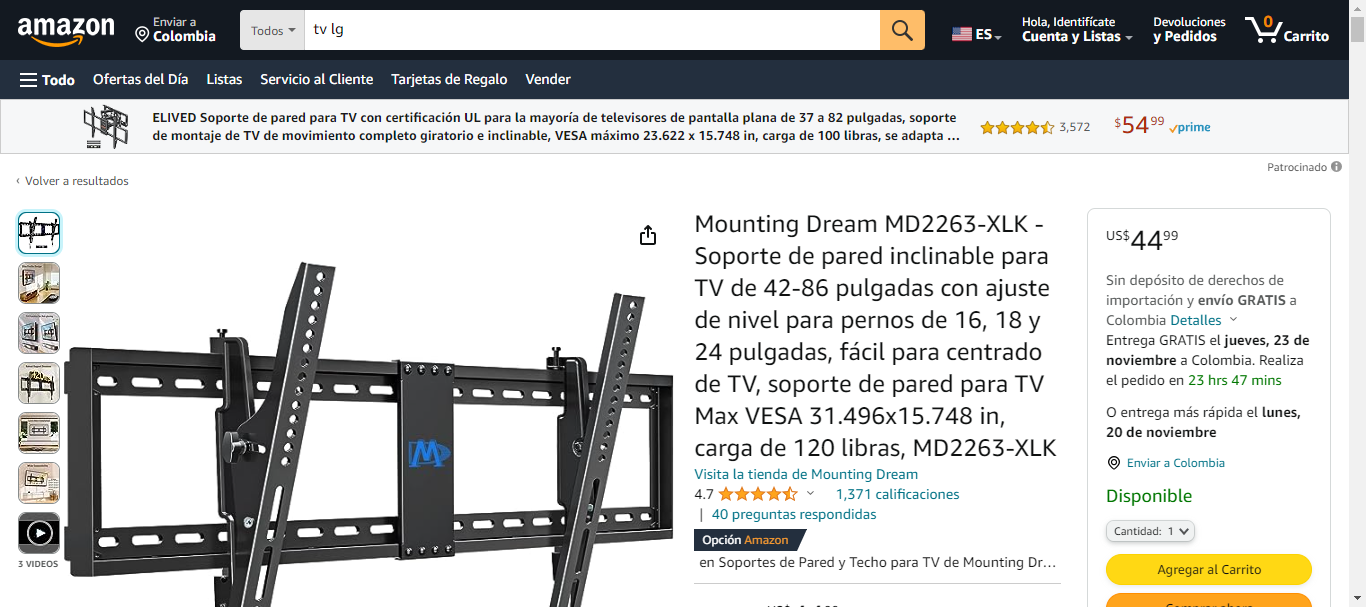 amazon
Enviar a
Colombia
Todos
tv lg
ES
Hola, Identifícate
Cuenta y Listas
Devoluciones
y Pedidos
0
Carrito
Todo
Ofertas del Día
Listas
Servicio al Cliente
Tarjetas de Regalo
Vender
ELIVED Soporte de pared para TV con certificación UL para la mayoría de televisores de pantalla plana de 37 a 82 pulgadas, soporte
de montaje de TV de movimiento completo giratorio e inclinable, VESA máximo 23.622 x 15.748 in, carga de 100 libras, se adapta ...
3,572
$54.99
prime
Patrocinado
‹ Volver a resultados
3 VIDEOS
M
Mounting Dream MD2263-XLK -
Soporte de pared inclinable para
TV de 42-86 pulgadas con ajuste
de nivel para pernos de 16, 18 y
24 pulgadas, fácil para centrado
de TV, soporte de pared para TV
Max VESA 31.496x15.748 in,
carga de 120 libras, MD2263-XLK
Visita la tienda de Mounting Dream
4.7
1,371 calificaciones
| 40 preguntas respondidas
Opción Amazon
en Soportes de Pared y Techo para TV de Mounting Dr...
US$44.99
Sin depósito de derechos de
importación y envío GRATIS a
Colombia Detalles
Entrega GRATIS el jueves, 23 de
noviembre a Colombia. Realiza
el pedido en 23 hrs 47 mins
O entrega más rápida el lunes,
20 de noviembre
Enviar a Colombia
Disponible
Cantidad: 1
Agregar al Carrito
Comprar ahora